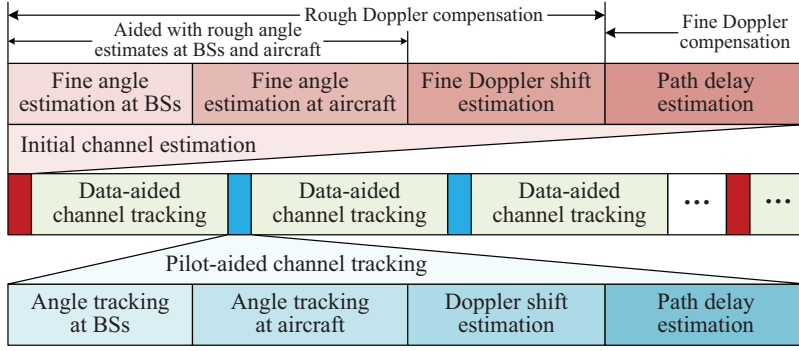 Rough Doppler compensation
Aided with rough angle
estimates at BSs and aircraft
Fine Doppler
compensation
Fine angle
estimation at BSs
Fine angle
estimation at aircraft
Fine Doppler shift
estimation
Path delay
estimation
Initial channel estimation
Data-aided
channel tracking
Data-aided
channel tracking
Data-aided
channel tracking
...
...
Pilot-aided channel tracking
Angle tracking
at BSs
Angle tracking
at aircraft
Doppler shift
estimation
Path delay
estimation